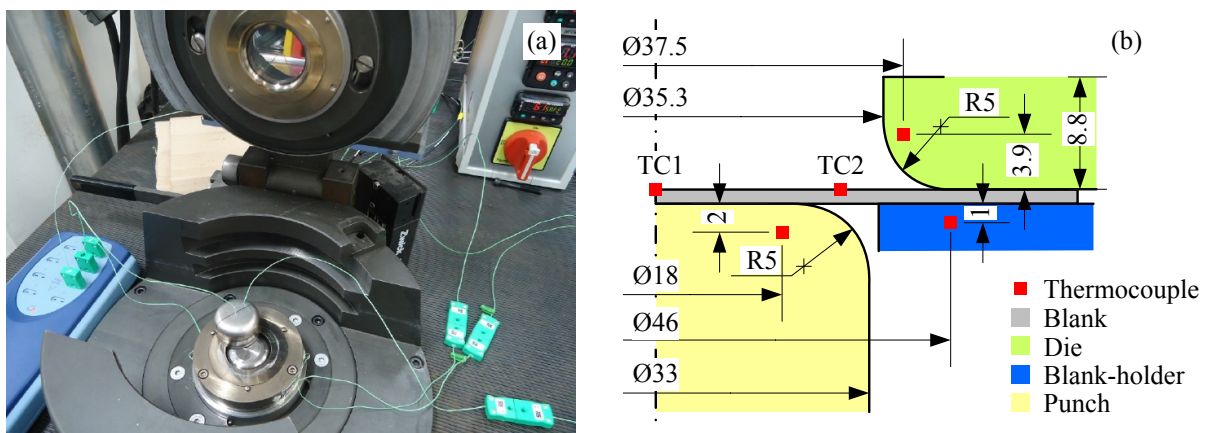 (a)
(b)
Ø37.5
Ø35.3
R5
8.8
3.9
TC1
TC2
2
1
R5
Ø18
Ø46
Ø33
Thermocouple
Blank
Die
Blank-holder
Punch